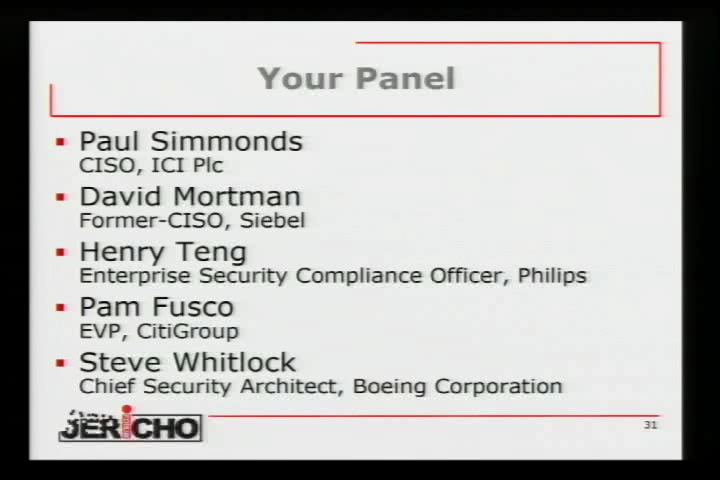 Your Panel
Paul Simmonds
CISO, ICI Plc
David Mortman
Former-CISO, Siebel
Henry Teng
Enterprise Security Compliance Officer, Philips
Pam Fusco
EVP, CitiGroup
Steve Whitlock
Chief Security Architect, Boeing Corporation
JERiCHO
31